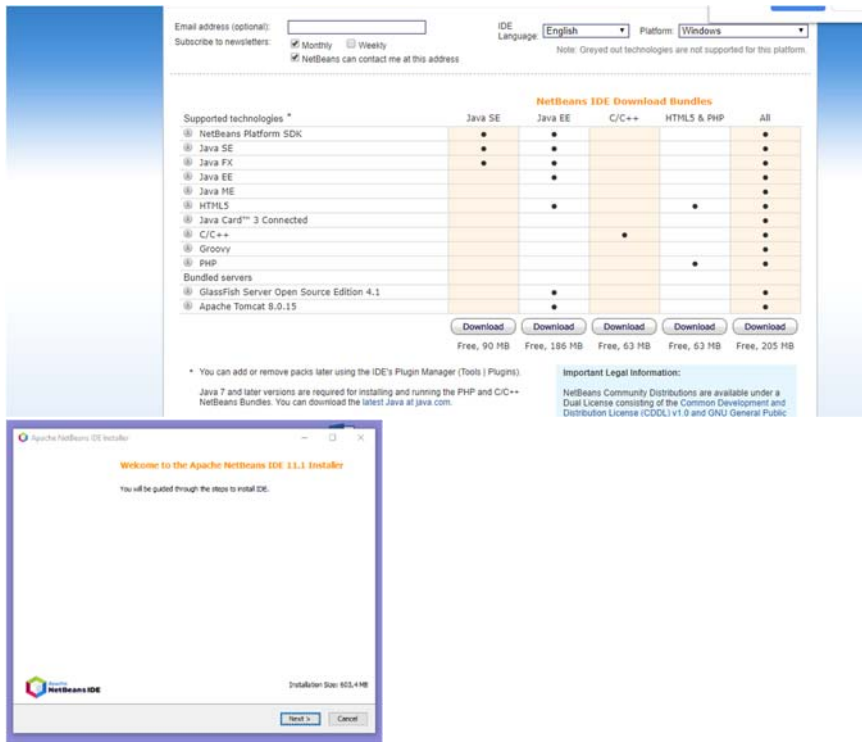 Email address (optional):
Subscribe to newsletters:
Monthly Weekly
NetBeans can contact me at this address
IDE Language: English Platform: Windows
Note: Greyed out technologies are not supported for this platform.
NetBeans IDE Download Bundles
Supported technologies * Java SE Java EE C/C++ HTML5 & PHP All
NetBeans Platform SDK • • •
Java SE • • •
Java FX • • •
Java EE • •
Java ME •
HTML5 • • •
Java Card™ 3 Connected •
C/C++ • •
Groovy •
PHP • •
Bundled servers
GlassFish Server Open Source Edition 4.1 • •
Apache Tomcat 8.0.15 • •
Download Download Download Download Download
Free, 90 MB Free, 186 MB Free, 63 MB Free, 63 MB Free, 205 MB
* You can add or remove packs later using the IDE's Plugin Manager (Tools | Plugins).
Java 7 and later versions are required for installing and running the PHP and C/C++
NetBeans Bundles. You can download the latest Java at java.com.
Important Legal Information:
NetBeans Community Distributions are available under a
Dual License consisting of the Common Development and
Distribution License (CDDL) v1.0 and GNU General Public
Apache NetBeans IDE Installer
Welcome to the Apache NetBeans IDE 11.1 Installer
You will be guided through the steps to install IDE.
Apache
NetBeans IDE
Installation Size: 603.4 MB
Next > Cancel